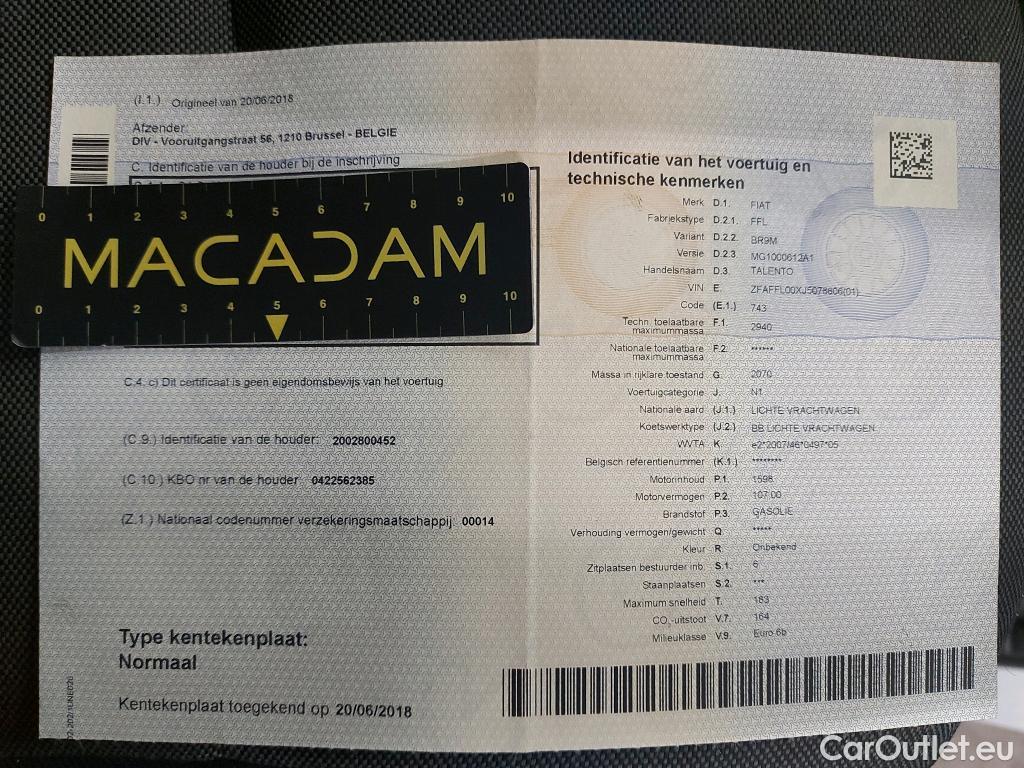 (I.1.) Origineel van 20/06/2018
Afzender:
DIV - Vooruitgangstraat 56, 1210 Brussel - BELGIE
C. Identificatie van de houder bij de inschrijving
0 1 2 3 4 5 6 7 8 9 10
MACADAM
0 1 2 3 4 5 6 7 8 9 10
C.4. c) Dit certificaat is geen eigendomsbewijs van het voertuig
(C.9.) Identificatie van de houder: 2002800452
(C.10.) KBO nr van de houder: 0422562385
(Z.1.) Nationaal codenummer verzekeringsmaatschappij: 00014
Type kentekenplaat:
Normaal
Kentekenplaat toegekend op 20/06/2018
Identificatie van het voertuig en
technische kenmerken
Merk D.1. FIAT
Fabriekstype D.2.1. FFL
Variant D.2.2. BR9M
Versie D.2.3. MG1000612A1
Handelsnaam D.3. TALENTO
VIN E. ZFAFFL00XJ5078806(01)
Code (E.1.) 743
Techn. toelaatbare maximummassa F.1. 2940
Nationale toelaatbare maximummassa F.2. ******
Massa in rijklare toestand G. 2070
Voertuigcategorie J. N1
Nationale aard (J.1.) LICHTE VRACHTWAGEN
Koetswerktype (J.2.) BB LICHTE VRACHTWAGEN
WVTA K. e2*2007/46*0497*05
Belgisch referentienummer (K.1.) ********
Motorinhoud P.1. 1598
Motorvermogen P.2. 107.00
Brandstof P.3. GASOLIE
Verhouding vermogen/gewicht Q. *****
Kleur R. Onbekend
Zitplaatsen bestuurder inb. S.1. 6
Staanplaatsen S.2. ***
Maximum snelheid T. 183
CO₂-uitstoot V.7. 164
Milieuklasse V.9. Euro 6b
CarOutlet.eu